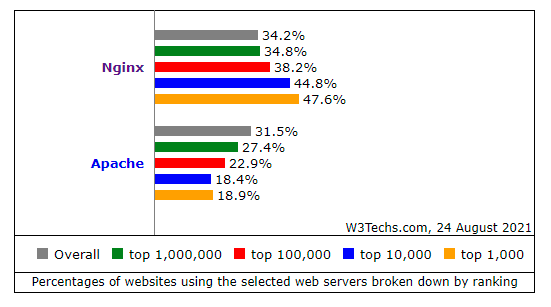 Nginx
34.2%
34.8%
38.2%
44.8%
47.6%
Apache
31.5%
27.4%
22.9%
18.4%
18.9%
W3Techs.com, 24 August 2021
Overall top 1,000,000 top 100,000 top 10,000 top 1,000
Percentages of websites using the selected web servers broken down by ranking